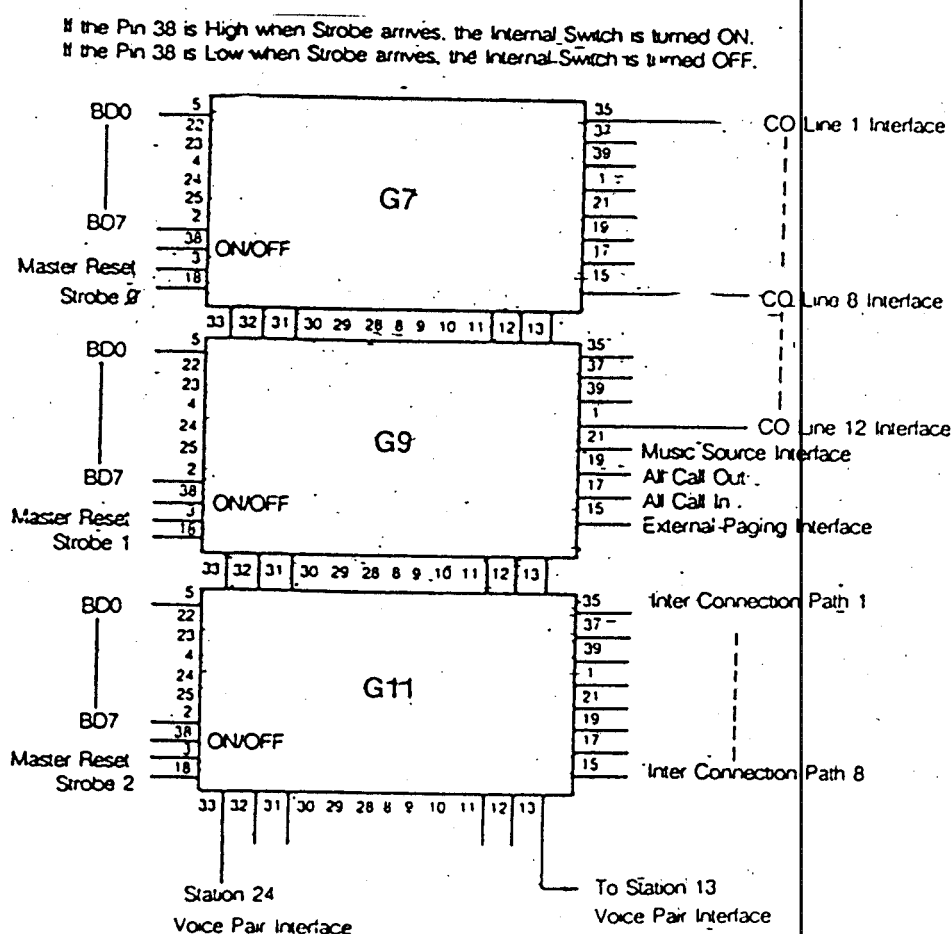 If the Pin 38 is High when Strobe arrives, the Internal Switch is turned ON.
If the Pin 38 is Low when Strobe arrives, the Internal Switch is turned OFF.
BD0
5
22
23
4
24
25
2
BD7
38
ON/OFF
Master Reset
3
18
Strobe 0
G7
35
37
39
1
21
19
17
15
CO Line 1 Interface
CO Line 8 Interface
33 32 31 30 29 28 8 9 10 11 12 13
BD0
5
22
23
4
24
25
2
BD7
38
ON/OFF
Master Reset
3
18
Strobe 1
G9
35
37
39
1
CO Line 12 Interface
21
Music Source Interface
19
All Call Out
17
All Call In
15
External Paging Interface
33 32 31 30 29 28 8 9 10 11 12 13
BD0
5
22
23
4
24
25
2
BD7
38
ON/OFF
Master Reset
3
18
Strobe 2
G11
35
Inter Connection Path 1
37
39
1
21
19
17
15
Inter Connection Path 8
33 32 31 30 29 28 8 9 10 11 12 13
Station 24
Voice Pair Interface
To Station 13
Voice Pair Interface